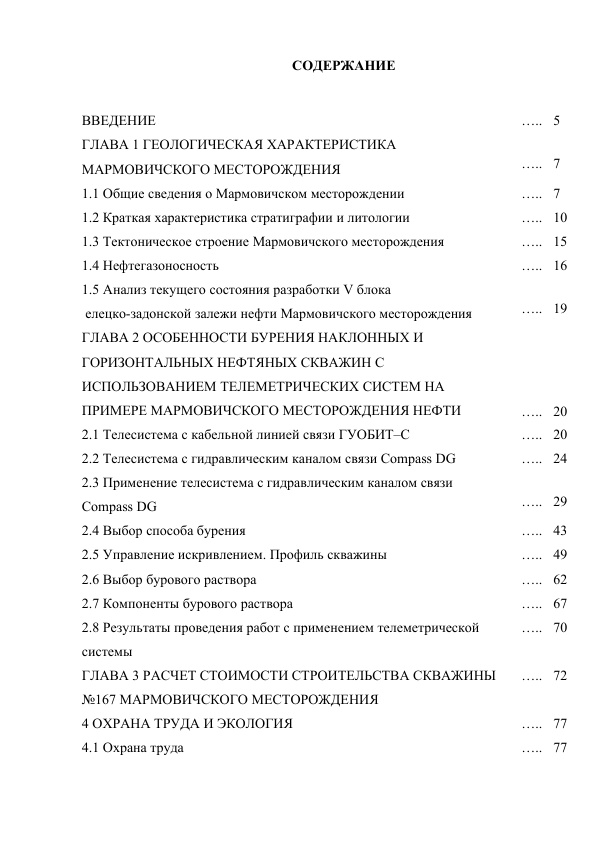 СОДЕРЖАНИЕ
ВВЕДЕНИЕ ….. 5
ГЛАВА 1 ГЕОЛОГИЧЕСКАЯ ХАРАКТЕРИСТИКА
МАРМОВИЧСКОГО МЕСТОРОЖДЕНИЯ ….. 7
1.1 Общие сведения о Мармовичском месторождении ….. 7
1.2 Краткая характеристика стратиграфии и литологии ….. 10
1.3 Тектоническое строение Мармовичского месторождения ….. 15
1.4 Нефтегазоносность ….. 16
1.5 Анализ текущего состояния разработки V блока
елецко-задонской залежи нефти Мармовичского месторождения ….. 19
ГЛАВА 2 ОСОБЕННОСТИ БУРЕНИЯ НАКЛОННЫХ И
ГОРИЗОНТАЛЬНЫХ НЕФТЯНЫХ СКВАЖИН С
ИСПОЛЬЗОВАНИЕМ ТЕЛЕМЕТРИЧЕСКИХ СИСТЕМ НА
ПРИМЕРЕ МАРМОВИЧСКОГО МЕСТОРОЖДЕНИЯ НЕФТИ ….. 20
2.1 Телесистема с кабельной линией связи ГУОБИТ–С ….. 20
2.2 Телесистема с гидравлическим каналом связи Compass DG ….. 24
2.3 Применение телесистема с гидравлическим каналом связи
Compass DG ….. 29
2.4 Выбор способа бурения ….. 43
2.5 Управление искривлением. Профиль скважины ….. 49
2.6 Выбор бурового раствора ….. 62
2.7 Компоненты бурового раствора ….. 67
2.8 Результаты проведения работ с применением телеметрической ….. 70
системы
ГЛАВА 3 РАСЧЕТ СТОИМОСТИ СТРОИТЕЛЬСТВА СКВАЖИНЫ ….. 72
№167 МАРМОВИЧСКОГО МЕСТОРОЖДЕНИЯ
4 ОХРАНА ТРУДА И ЭКОЛОГИЯ ….. 77
4.1 Охрана труда ….. 77